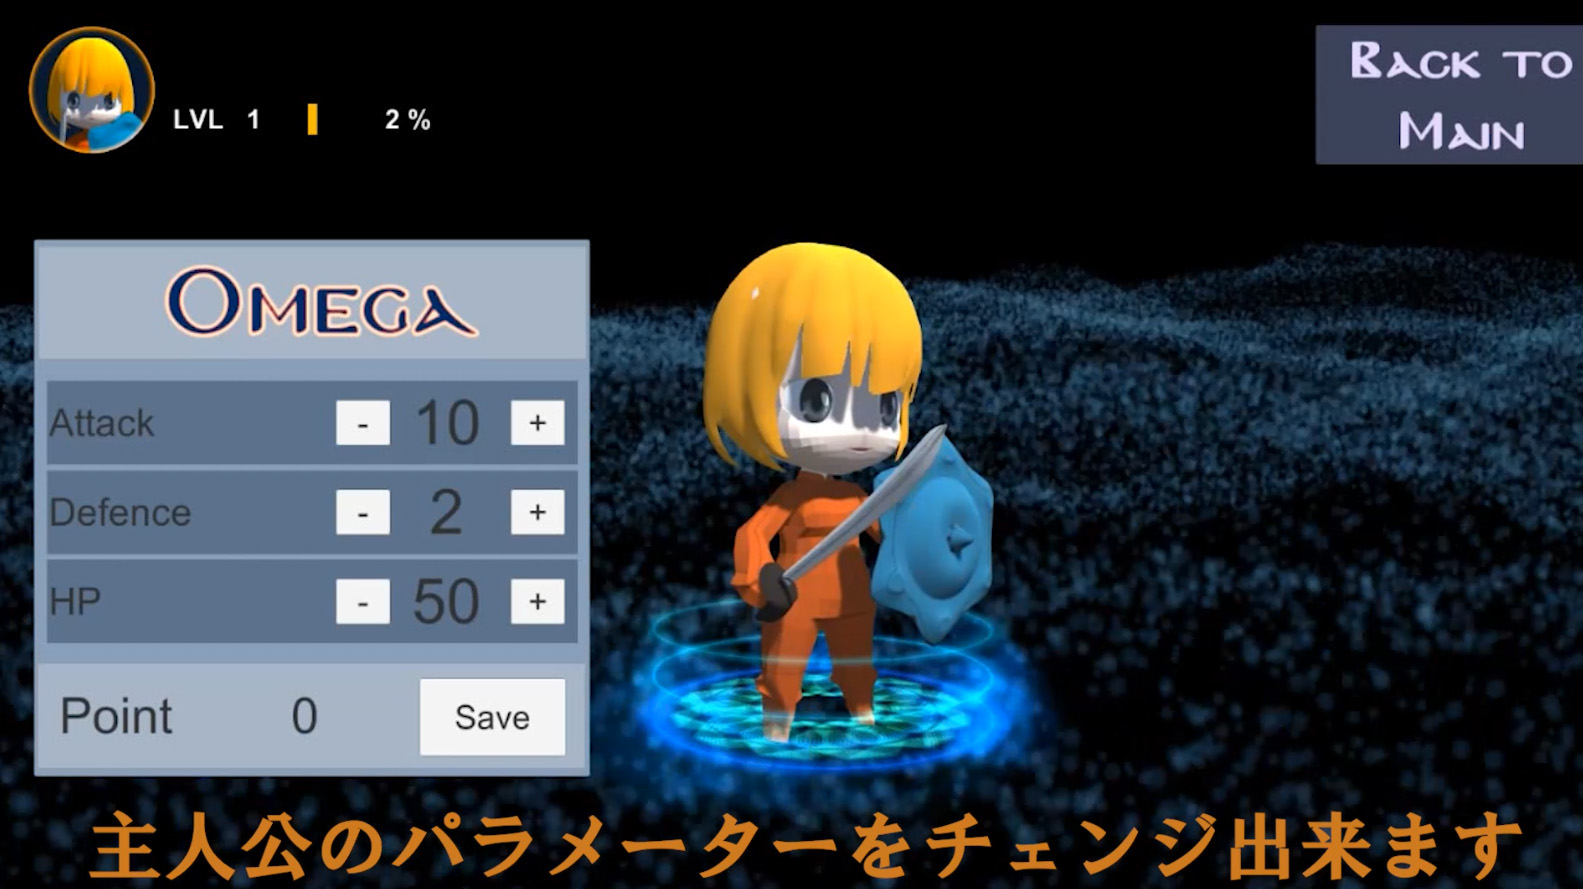 LVL 1 2 %
BACK TO
MAIN
OMEGA
Attack - 10 +
Defence - 2 +
HP - 50 +
Point 0 Save
主人公のパラメーターをチェンジ出来ます